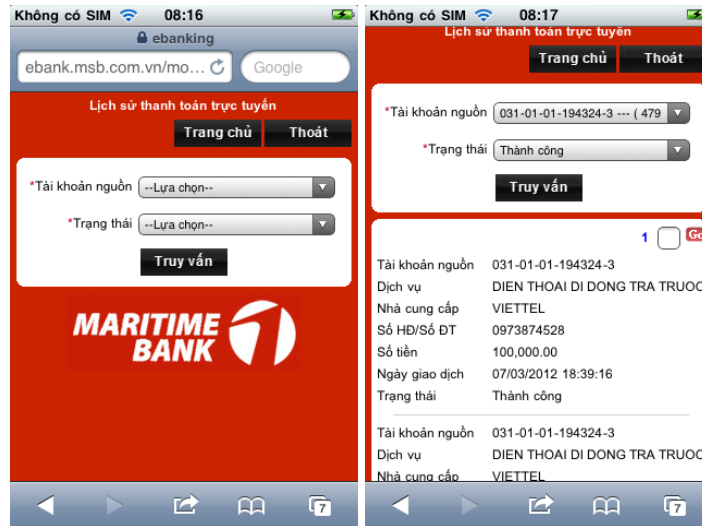 Không có SIM 08:16
ebanking
ebank.msb.com.vn/mo... Google
Lịch sử thanh toán trực tuyến
Trang chủ Thoát
*Tài khoản nguồn --Lựa chọn--
*Trạng thái --Lựa chọn--
Truy vấn
MARITIME
BANK
7
Không có SIM 08:17
Lịch sử thanh toán trực tuyến
Trang chủ Thoát
*Tài khoản nguồn 031-01-01-194324-3 --- ( 479
*Trạng thái Thành công
Truy vấn
1 Go
Tài khoản nguồn 031-01-01-194324-3
Dịch vụ DIEN THOAI DI DONG TRA TRUOC
Nhà cung cấp VIETTEL
Số HĐ/Số ĐT 0973874528
Số tiền 100,000.00
Ngày giao dịch 07/03/2012 18:39:16
Trạng thái Thành công
Tài khoản nguồn 031-01-01-194324-3
Dịch vụ DIEN THOAI DI DONG TRA TRUOC
Nhà cung cấp VIETTEL
7